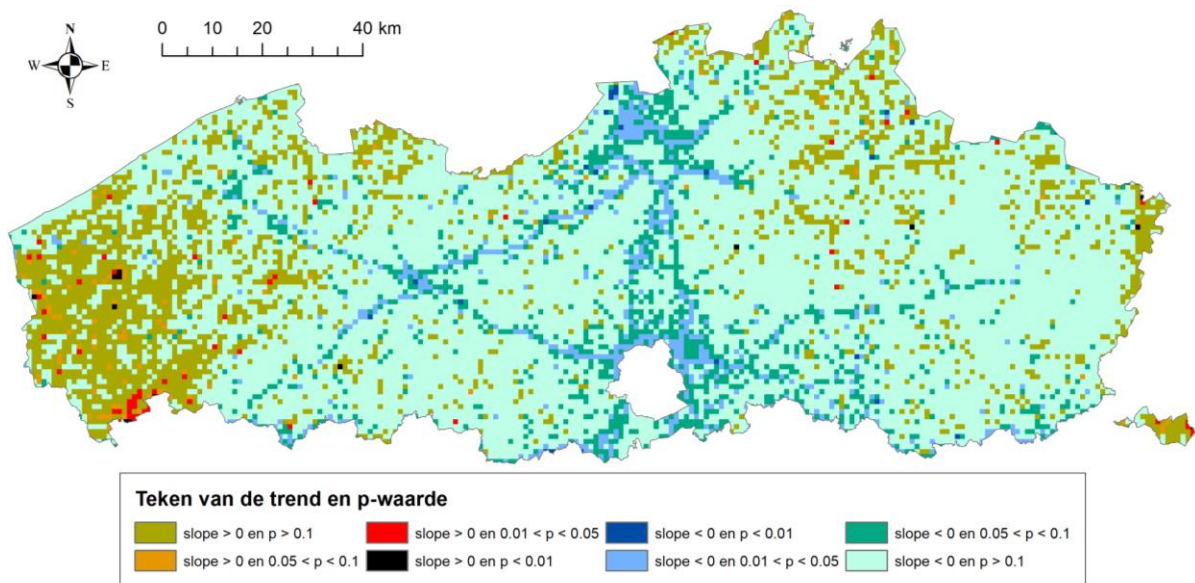 N
W E
S
0 10 20 40 km
Teken van de trend en p-waarde
slope > 0 en p > 0.1
slope > 0 en 0.01 < p < 0.05
slope < 0 en p < 0.01
slope < 0 en 0.05 < p < 0.1
slope > 0 en 0.05 < p < 0.1
slope > 0 en p < 0.01
slope < 0 en 0.01 < p < 0.05
slope < 0 en p > 0.1